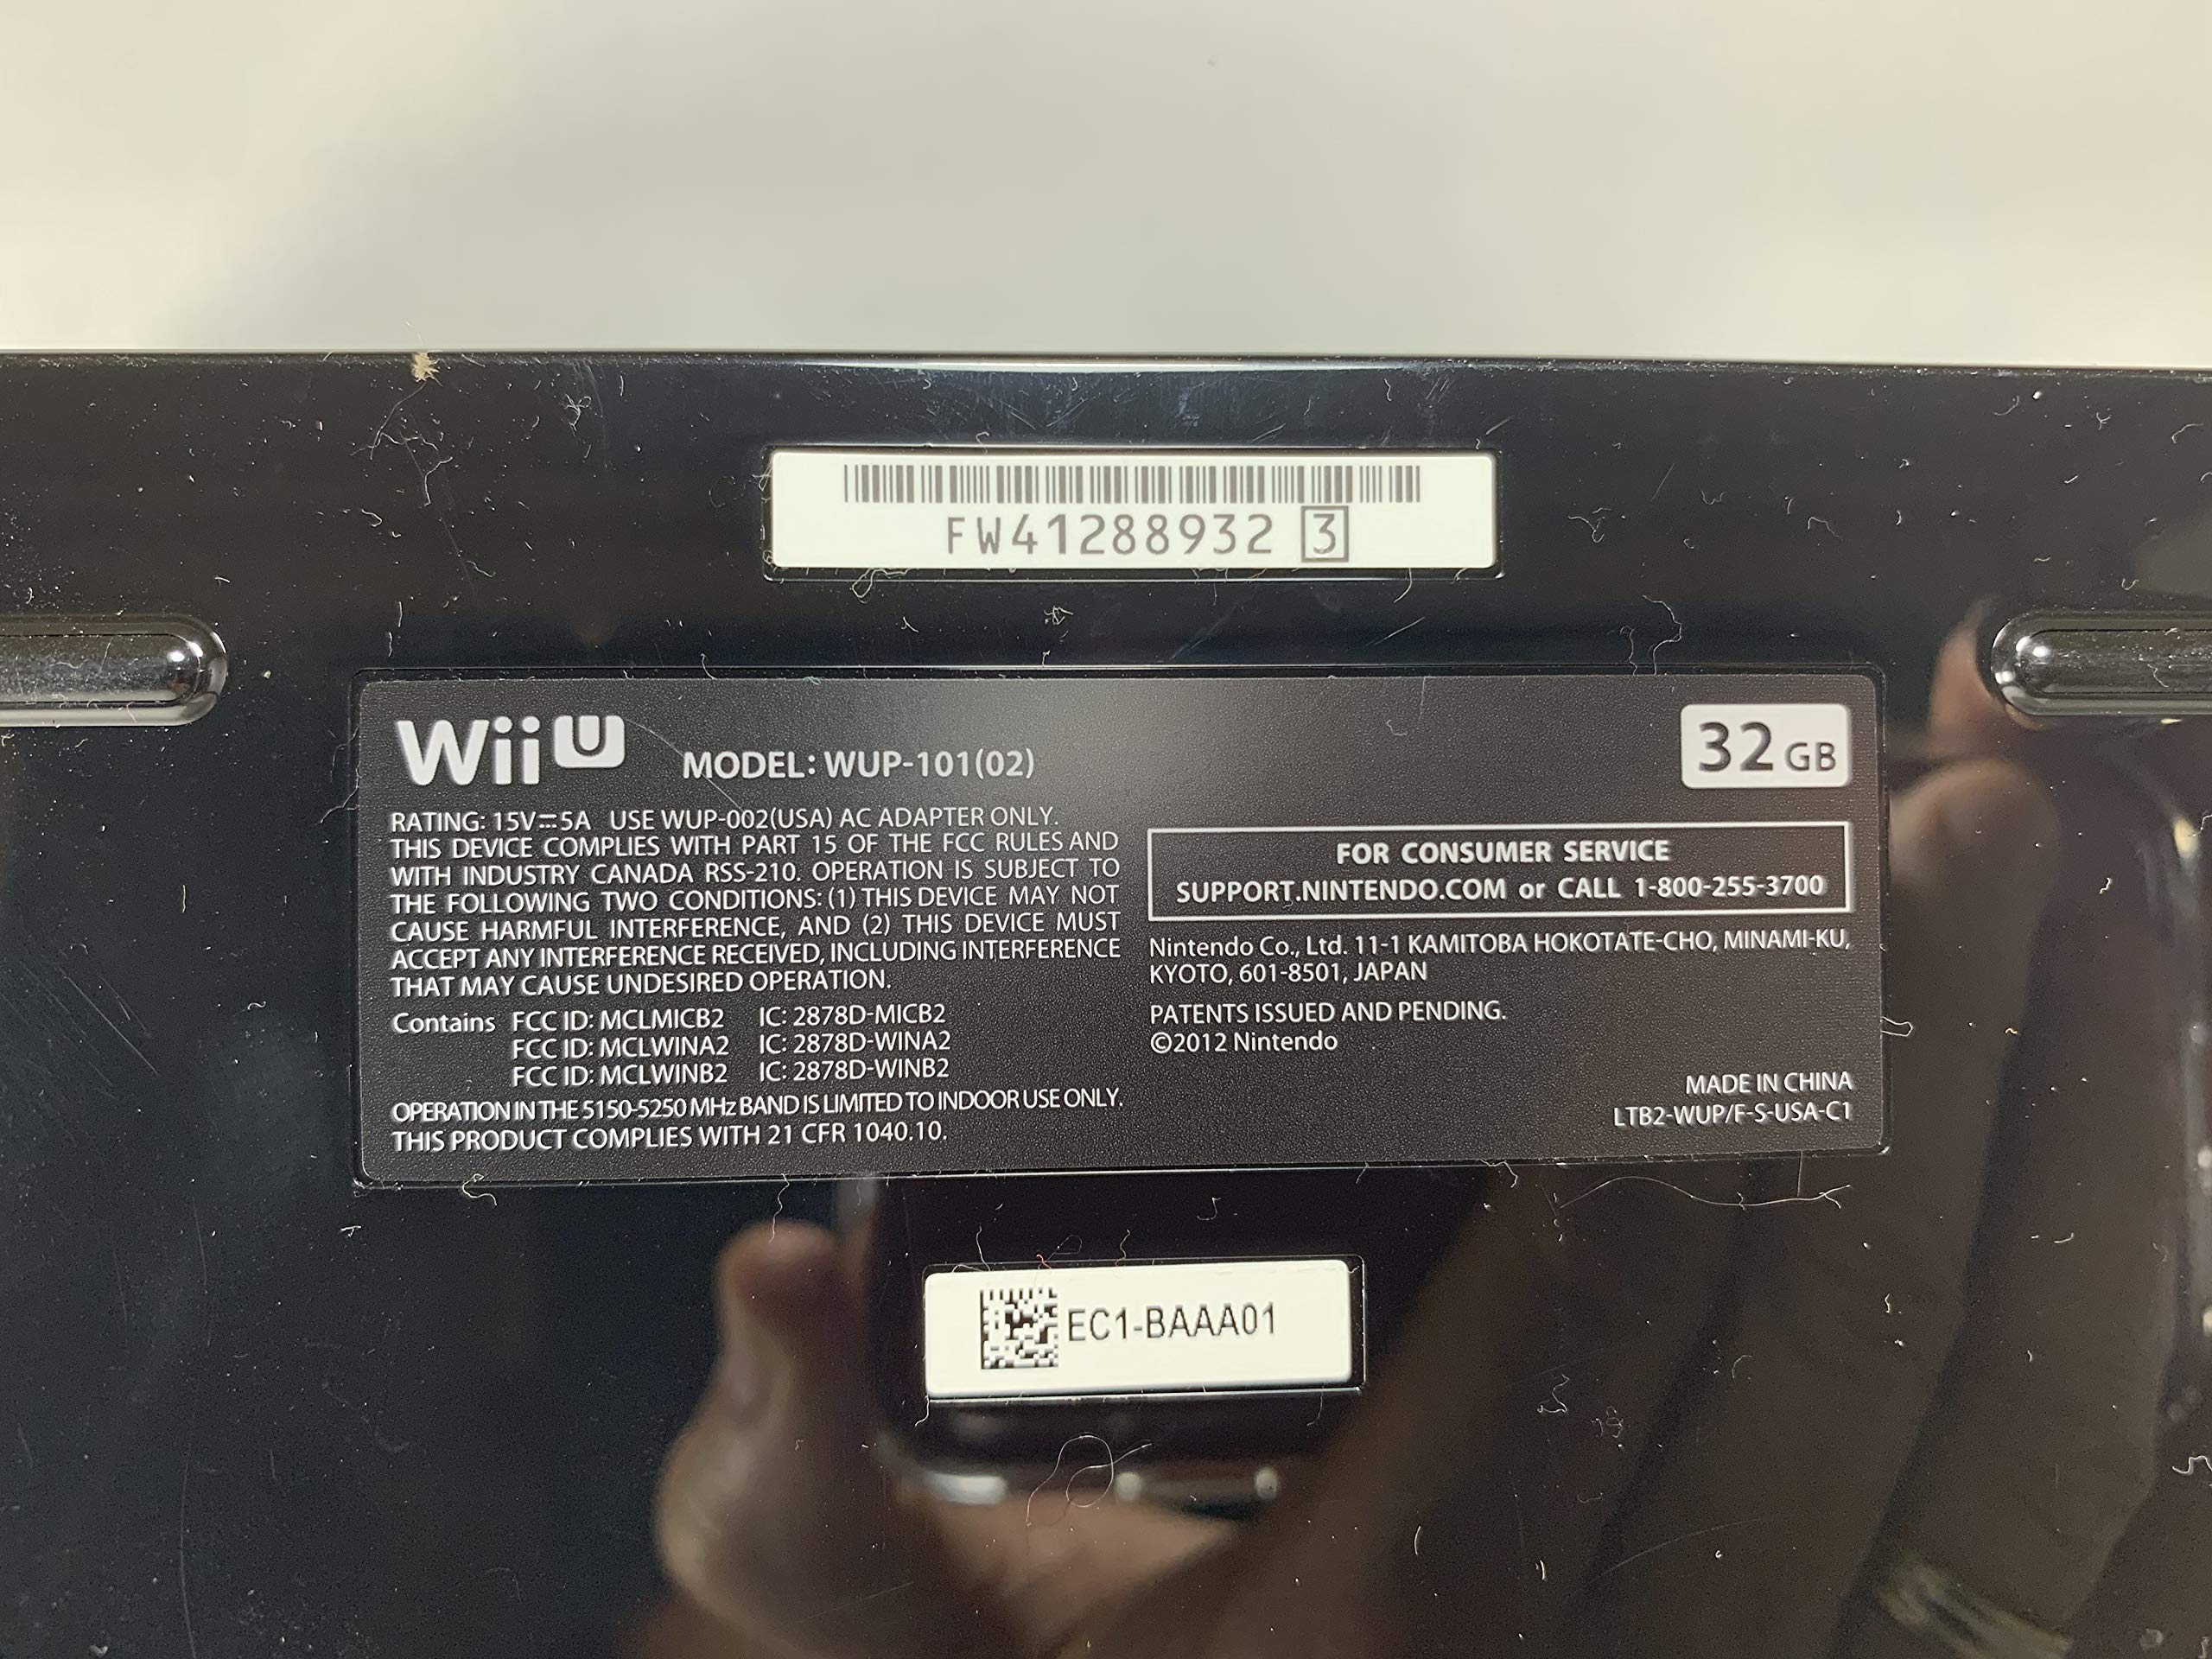 FW41288932 3
Wii U MODEL: WUP-101(02)
32 GB
RATING: 15V⎓5A USE WUP-002(USA) AC ADAPTER ONLY.
THIS DEVICE COMPLIES WITH PART 15 OF THE FCC RULES AND
WITH INDUSTRY CANADA RSS-210. OPERATION IS SUBJECT TO
THE FOLLOWING TWO CONDITIONS: (1) THIS DEVICE MAY NOT
CAUSE HARMFUL INTERFERENCE, AND (2) THIS DEVICE MUST
ACCEPT ANY INTERFERENCE RECEIVED, INCLUDING INTERFERENCE
THAT MAY CAUSE UNDESIRED OPERATION.
Contains FCC ID: MCLMICB2 IC: 2878D-MICB2
FCC ID: MCLWINA2 IC: 2878D-WINA2
FCC ID: MCLWINB2 IC: 2878D-WINB2
OPERATION IN THE 5150-5250 MHz BAND IS LIMITED TO INDOOR USE ONLY.
THIS PRODUCT COMPLIES WITH 21 CFR 1040.10.
FOR CONSUMER SERVICE
SUPPORT.NINTENDO.COM or CALL 1-800-255-3700
Nintendo Co., Ltd. 11-1 KAMITOBA HOKOTATE-CHO, MINAMI-KU,
KYOTO, 601-8501, JAPAN
PATENTS ISSUED AND PENDING.
©2012 Nintendo
MADE IN CHINA
LTB2-WUP/F-S-USA-C1
EC1-BAAA01